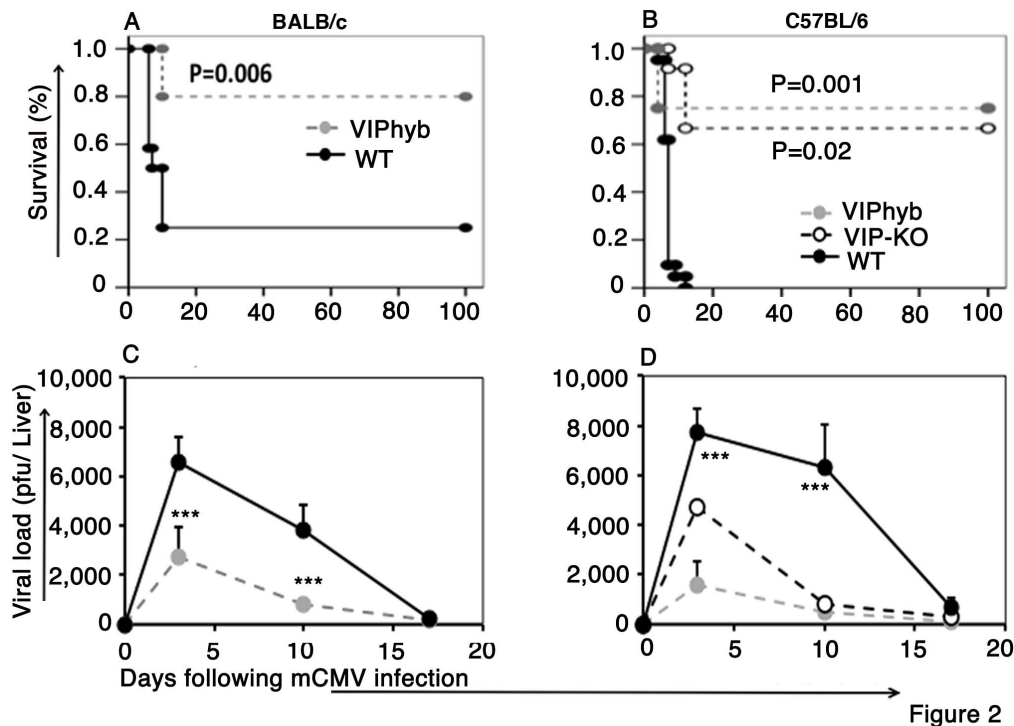 A BALB/c
Survival (%)
1.0
0.8
0.6
0.4
0.2
0
P=0.006
VIPhyb
WT
0 20 40 60 80 100
B C57BL/6
1.0
0.8
0.6
0.4
0.2
0
P=0.001
P=0.02
VIPhyb
VIP-KO
WT
0 20 40 60 80 100
C
Viral load (pfu/ Liver)
10,000
8,000
6,000
4,000
2,000
0
***
***
0 5 10 15 20
D
10,000
8,000
6,000
4,000
2,000
0
***
***
0 5 10 15 20
Days following mCMV infection
Figure 2